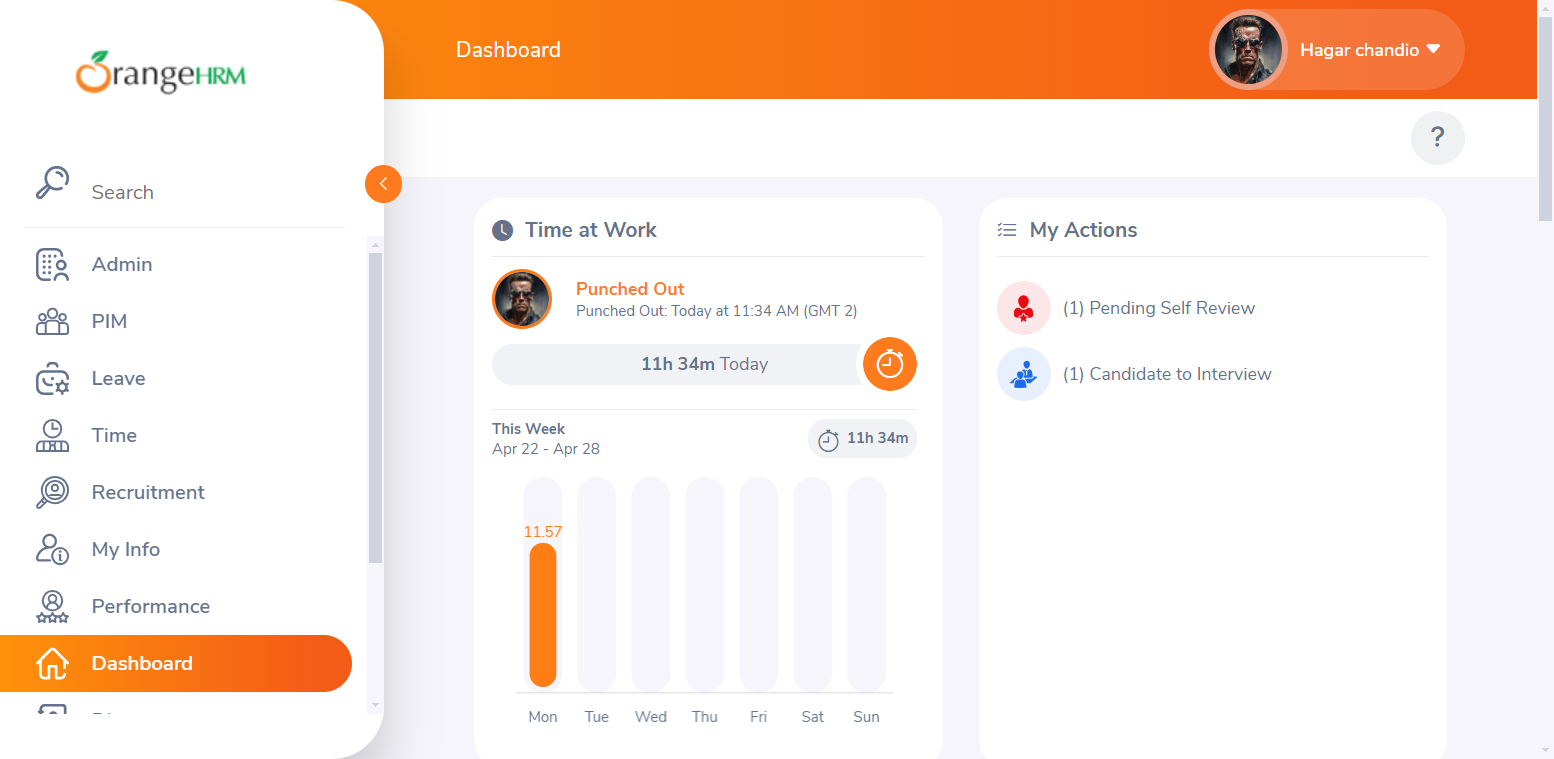 OrangeHRM
Dashboard
Hagar chandio
?
Search
Admin
PIM
Leave
Time
Recruitment
My Info
Performance
Dashboard
Time at Work
Punched Out
Punched Out: Today at 11:34 AM (GMT 2)
11h 34m Today
This Week
Apr 22 - Apr 28
11h 34m
11.57
Mon Tue Wed Thu Fri Sat Sun
My Actions
(1) Pending Self Review
(1) Candidate to Interview